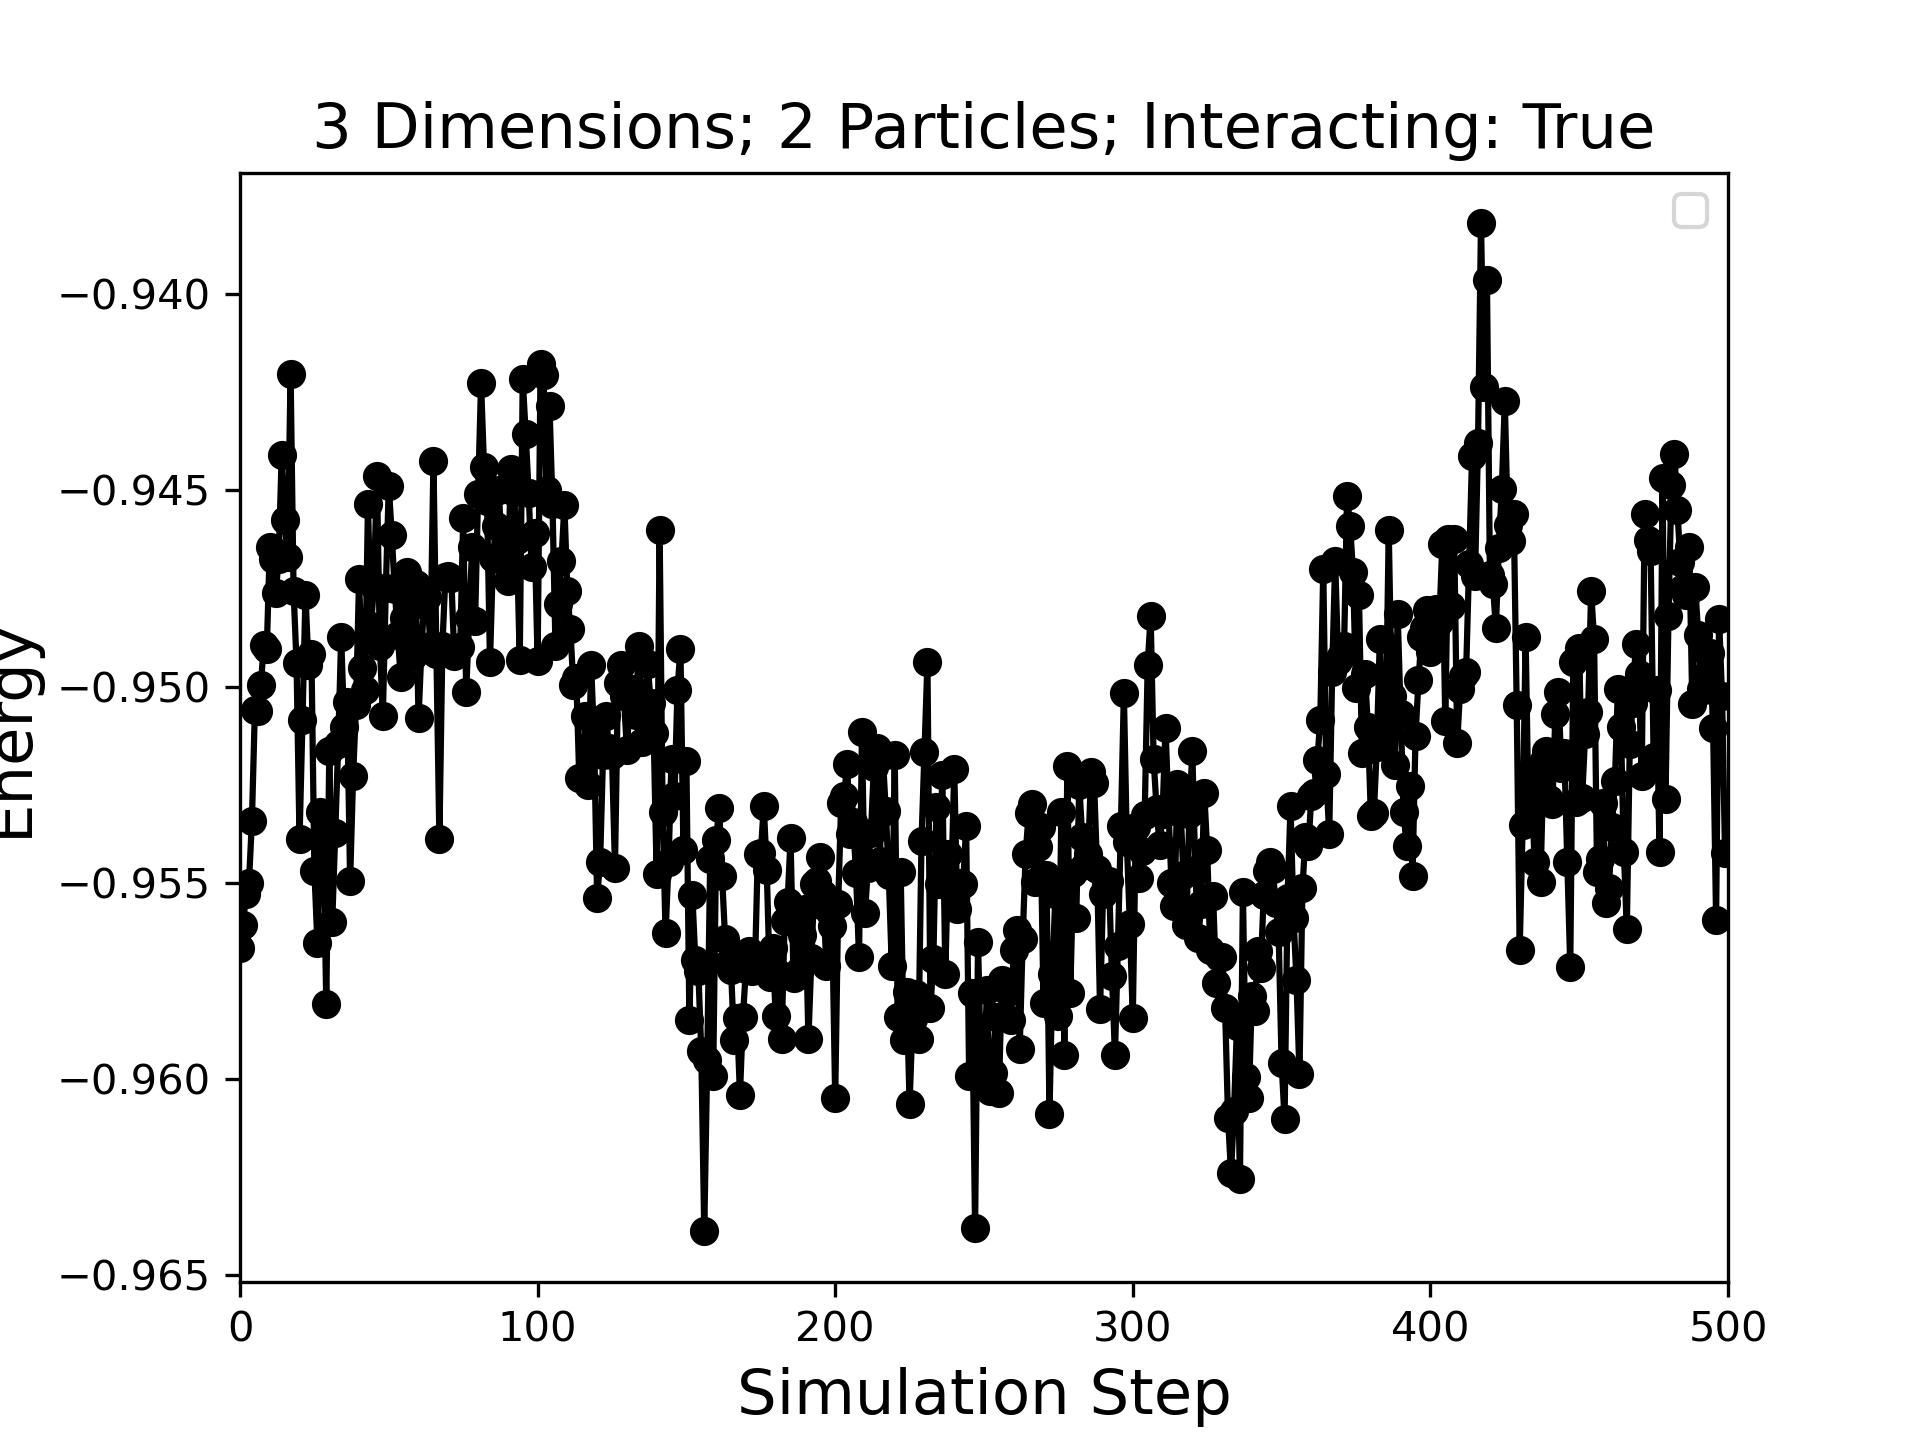 3 Dimensions; 2 Particles; Interacting: True
Energy
−0.940
−0.945
−0.950
−0.955
−0.960
−0.965
0 100 200 300 400 500
Simulation Step